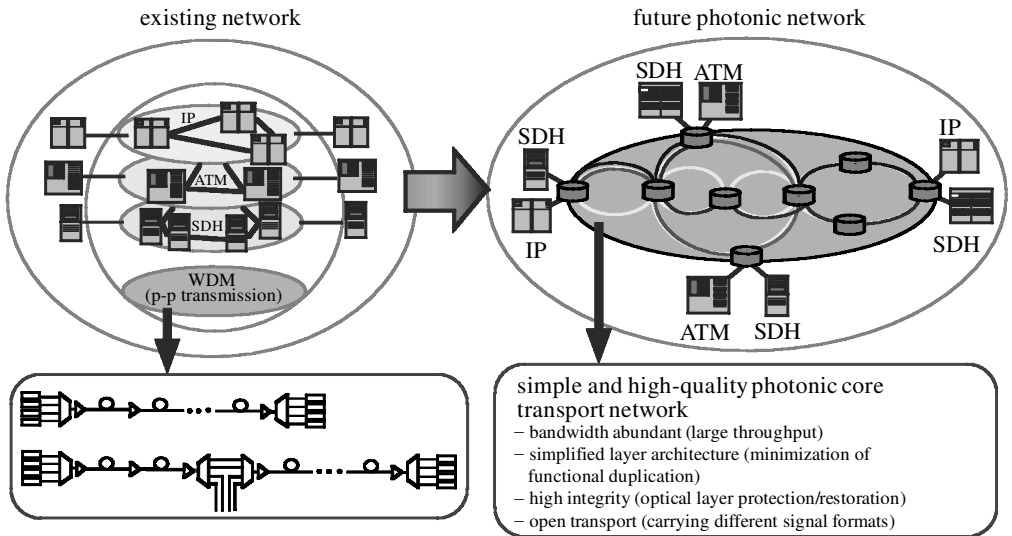 existing network
IP
ATM
SDH
WDM
(p-p transmission)
future photonic network
SDH
ATM
SDH
IP
IP
SDH
ATM
SDH
simple and high-quality photonic core
transport network
– bandwidth abundant (large throughput)
– simplified layer architecture (minimization of
functional duplication)
– high integrity (optical layer protection/restoration)
– open transport (carrying different signal formats)